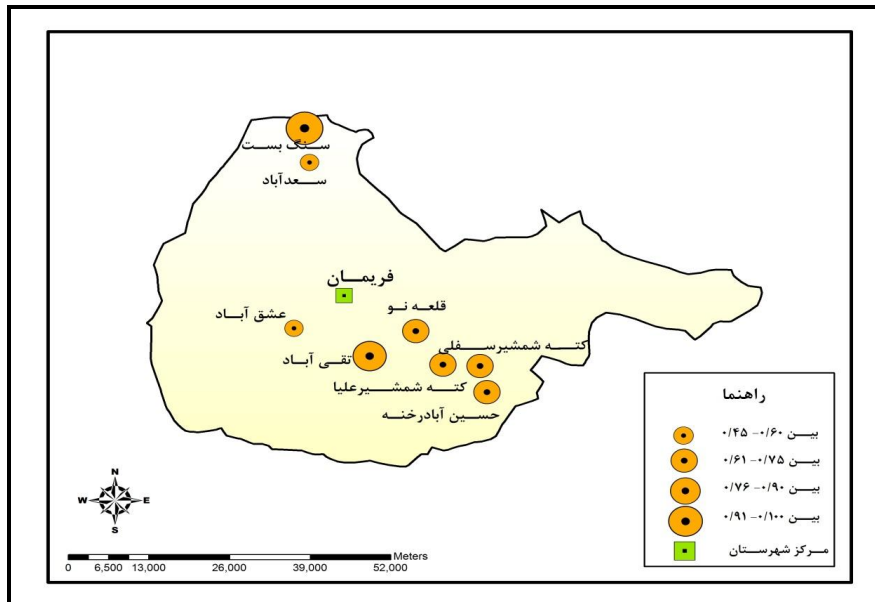 سنگ بست
سعدآباد
فریمان
قلعه نو
عشق آباد
کته شمشیرسفلی
تقی آباد
کته شمشیرعلیا
حسین آبادرخنه
راهنما
بین ۰/۴۵ -۰/۶۰
بین ۰/۶۱ -۰/۷۵
بین ۰/۷۶ -۰/۹۰
بین ۰/۹۱ -۰/۱۰۰
مرکز شهرستان
N
W E
S
Meters
0 6,500 13,000 26,000 39,000 52,000